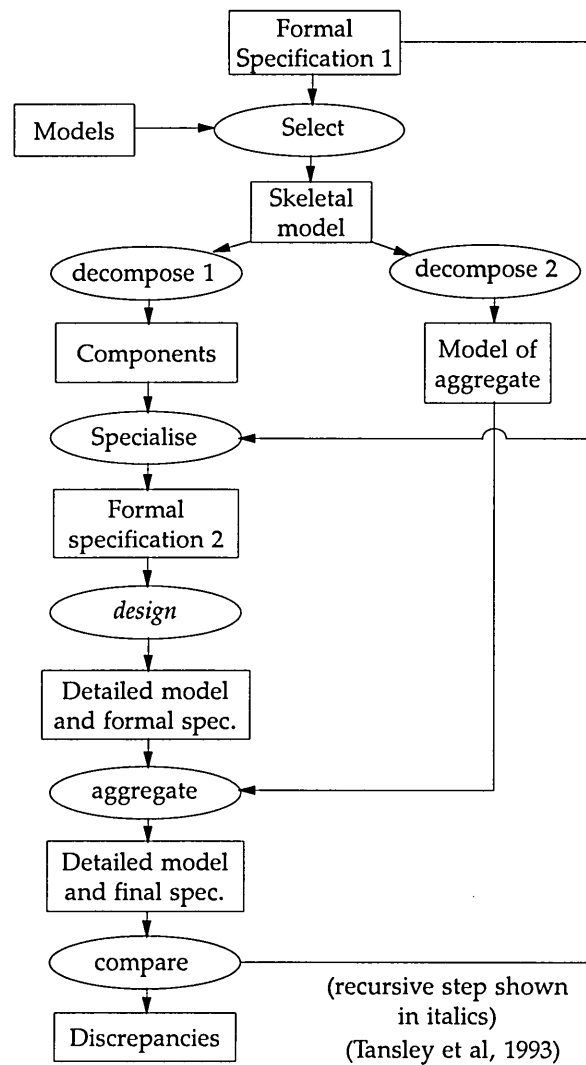 Formal
Specification 1
Models
Select
Skeletal
model
decompose 1
decompose 2
Components
Model of
aggregate
Specialise
Formal
specification 2
design
Detailed model
and formal spec.
aggregate
Detailed model
and final spec.
compare
(recursive step shown
in italics)
(Tansley et al, 1993)
Discrepancies